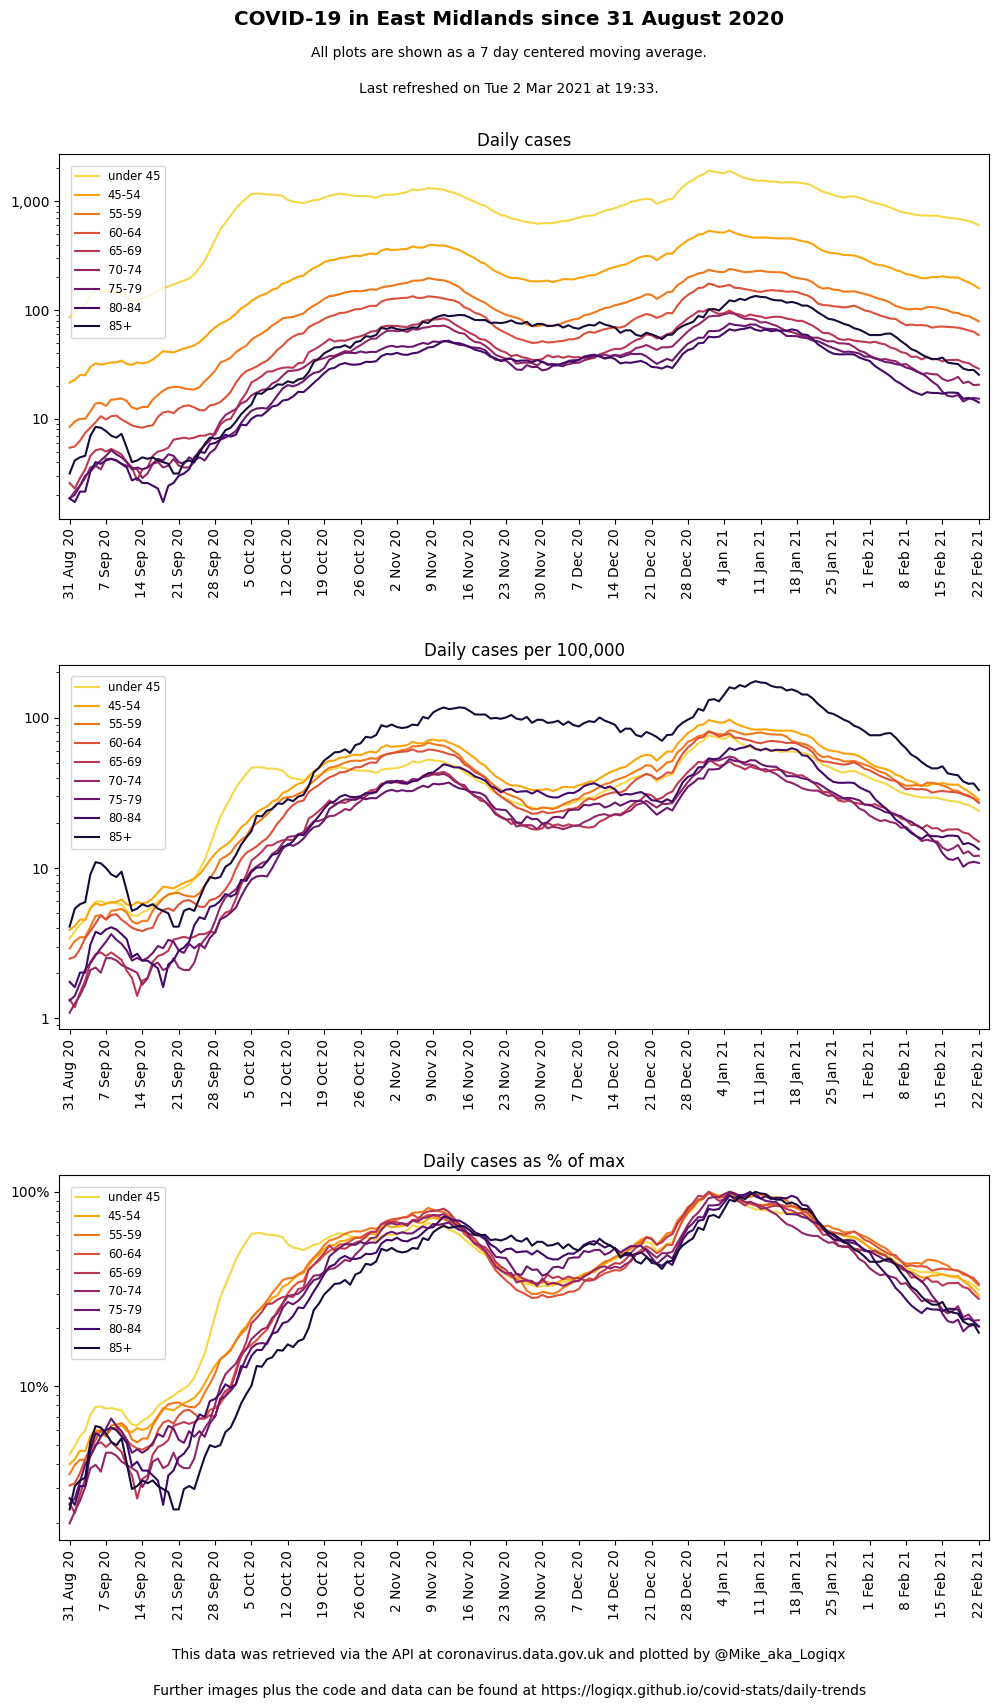 COVID-19 in East Midlands since 31 August 2020
All plots are shown as a 7 day centered moving average.
Last refreshed on Tue 2 Mar 2021 at 19:33.
Daily cases
under 45
45-54
55-59
60-64
65-69
70-74
75-79
80-84
85+
1,000
100
10
31 Aug 20
7 Sep 20
14 Sep 20
21 Sep 20
28 Sep 20
5 Oct 20
12 Oct 20
19 Oct 20
26 Oct 20
2 Nov 20
9 Nov 20
16 Nov 20
23 Nov 20
30 Nov 20
7 Dec 20
14 Dec 20
21 Dec 20
28 Dec 20
4 Jan 21
11 Jan 21
18 Jan 21
25 Jan 21
1 Feb 21
8 Feb 21
15 Feb 21
22 Feb 21
Daily cases per 100,000
under 45
45-54
55-59
60-64
65-69
70-74
75-79
80-84
85+
100
10
1
31 Aug 20
7 Sep 20
14 Sep 20
21 Sep 20
28 Sep 20
5 Oct 20
12 Oct 20
19 Oct 20
26 Oct 20
2 Nov 20
9 Nov 20
16 Nov 20
23 Nov 20
30 Nov 20
7 Dec 20
14 Dec 20
21 Dec 20
28 Dec 20
4 Jan 21
11 Jan 21
18 Jan 21
25 Jan 21
1 Feb 21
8 Feb 21
15 Feb 21
22 Feb 21
Daily cases as % of max
under 45
45-54
55-59
60-64
65-69
70-74
75-79
80-84
85+
100%
10%
31 Aug 20
7 Sep 20
14 Sep 20
21 Sep 20
28 Sep 20
5 Oct 20
12 Oct 20
19 Oct 20
26 Oct 20
2 Nov 20
9 Nov 20
16 Nov 20
23 Nov 20
30 Nov 20
7 Dec 20
14 Dec 20
21 Dec 20
28 Dec 20
4 Jan 21
11 Jan 21
18 Jan 21
25 Jan 21
1 Feb 21
8 Feb 21
15 Feb 21
22 Feb 21
This data was retrieved via the API at coronavirus.data.gov.uk and plotted by @Mike_aka_Logiqx
Further images plus the code and data can be found at https://logiqx.github.io/covid-stats/daily-trends